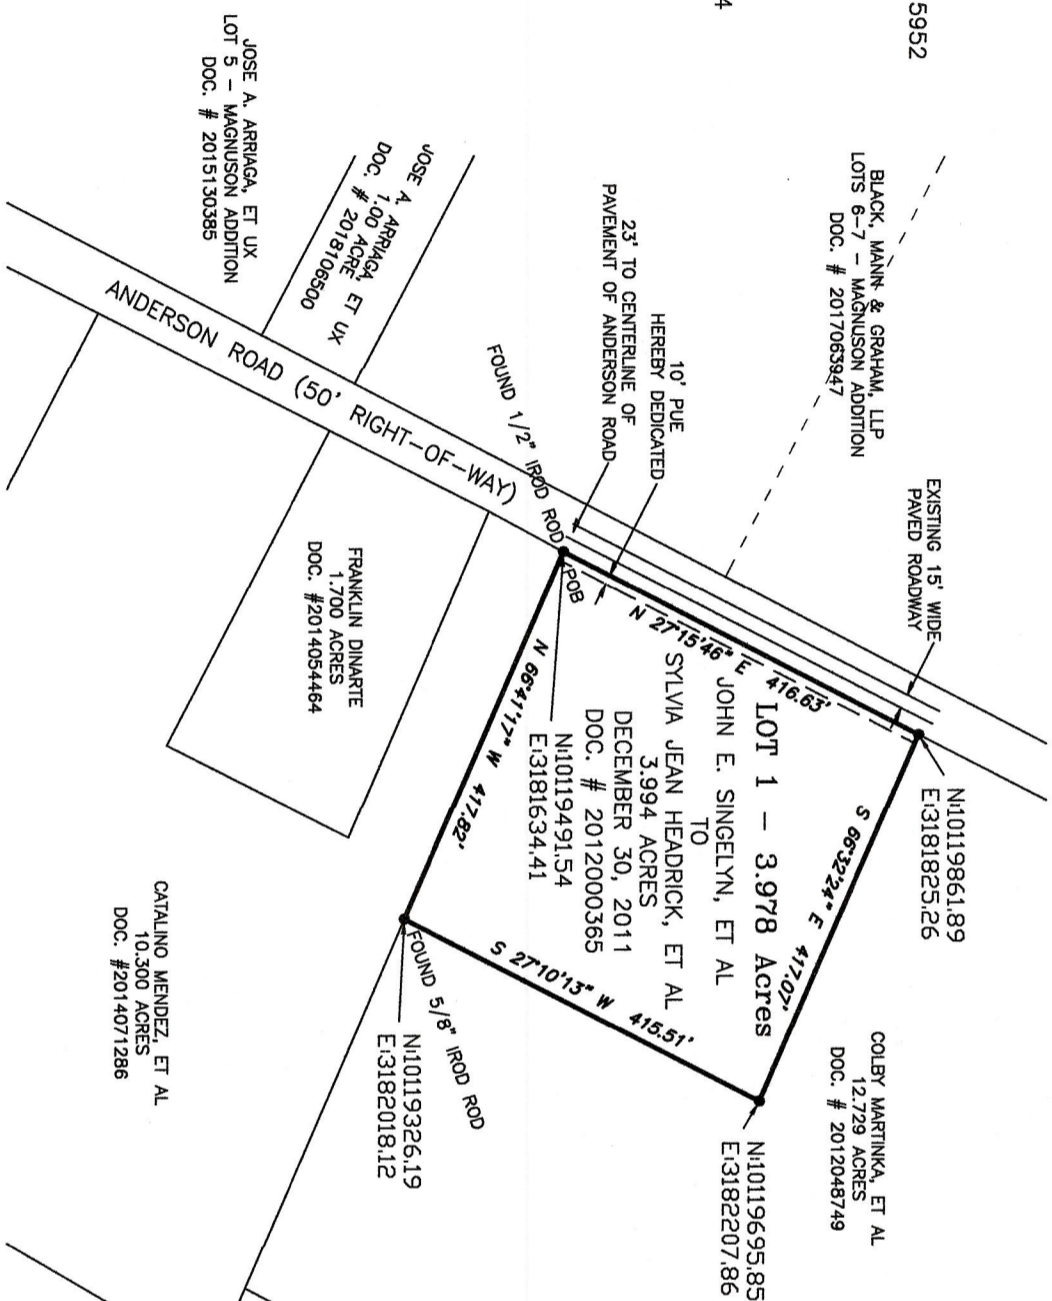 5952
4
BLACK, MANN & GRAHAM, LLP
LOTS 6-7 - MAGNUSON ADDITION
DOC. # 2017063947
EXISTING 15' WIDE
PAVED ROADWAY
N:10119861.89
E:3181825.26
COLBY MARTINKA, ET AL
12.729 ACRES
DOC. # 2012048749
S 66°32'24" E 417.07'
N:10119695.85
E:3182207.86
10' PUE
HEREBY DEDICATED
23' TO CENTERLINE OF
PAVEMENT OF ANDERSON ROAD
LOT 1 - 3.978 Acres
JOHN E. SINGELYN, ET AL
TO
SYLVIA JEAN HEADRICK, ET AL
3.994 ACRES
DECEMBER 30, 2011
DOC. # 2012000365
N 27°15'46" E 416.63'
N:10119491.54
E:3181634.41
FOUND 1/2" IROD ROD
POB
S 27°10'13" W 415.51'
N 66°41'17" W 417.82'
FOUND 5/8" IROD ROD
N:10119326.19
E:3182018.12
JOSE A. ARRIAGA, ET UX
1.00 ACRE
DOC. # 2018106500
ANDERSON ROAD (50' RIGHT-OF-WAY)
JOSE A. ARRIAGA, ET UX
LOT 5 - MAGNUSON ADDITION
DOC. # 2015130385
FRANKLIN DINARTE
1.700 ACRES
DOC. #2014054464
CATALINO MENDEZ, ET AL
10.300 ACRES
DOC. #2014071286